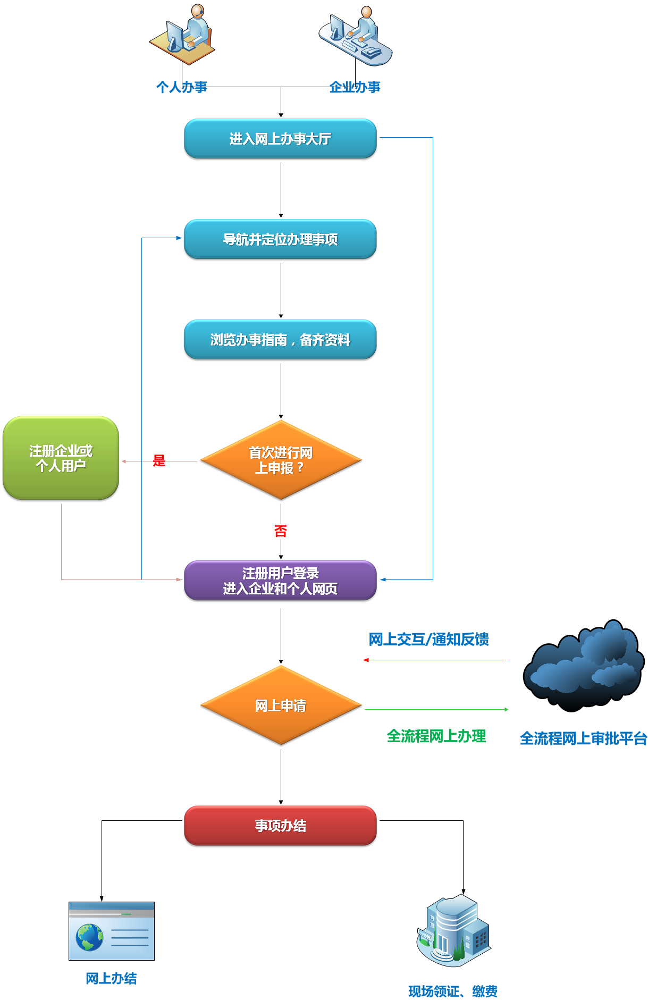 个人办事
企业办事
进入网上办事大厅
导航并定位办理事项
浏览办事指南，备齐资料
首次进行网
上申报？
注册企业或
个人用户
是
否
注册用户登录
进入企业和个人网页
网上交互/通知反馈
网上申请
全流程网上办理
全流程网上审批平台
事项办结
网上办结
现场领证、缴费